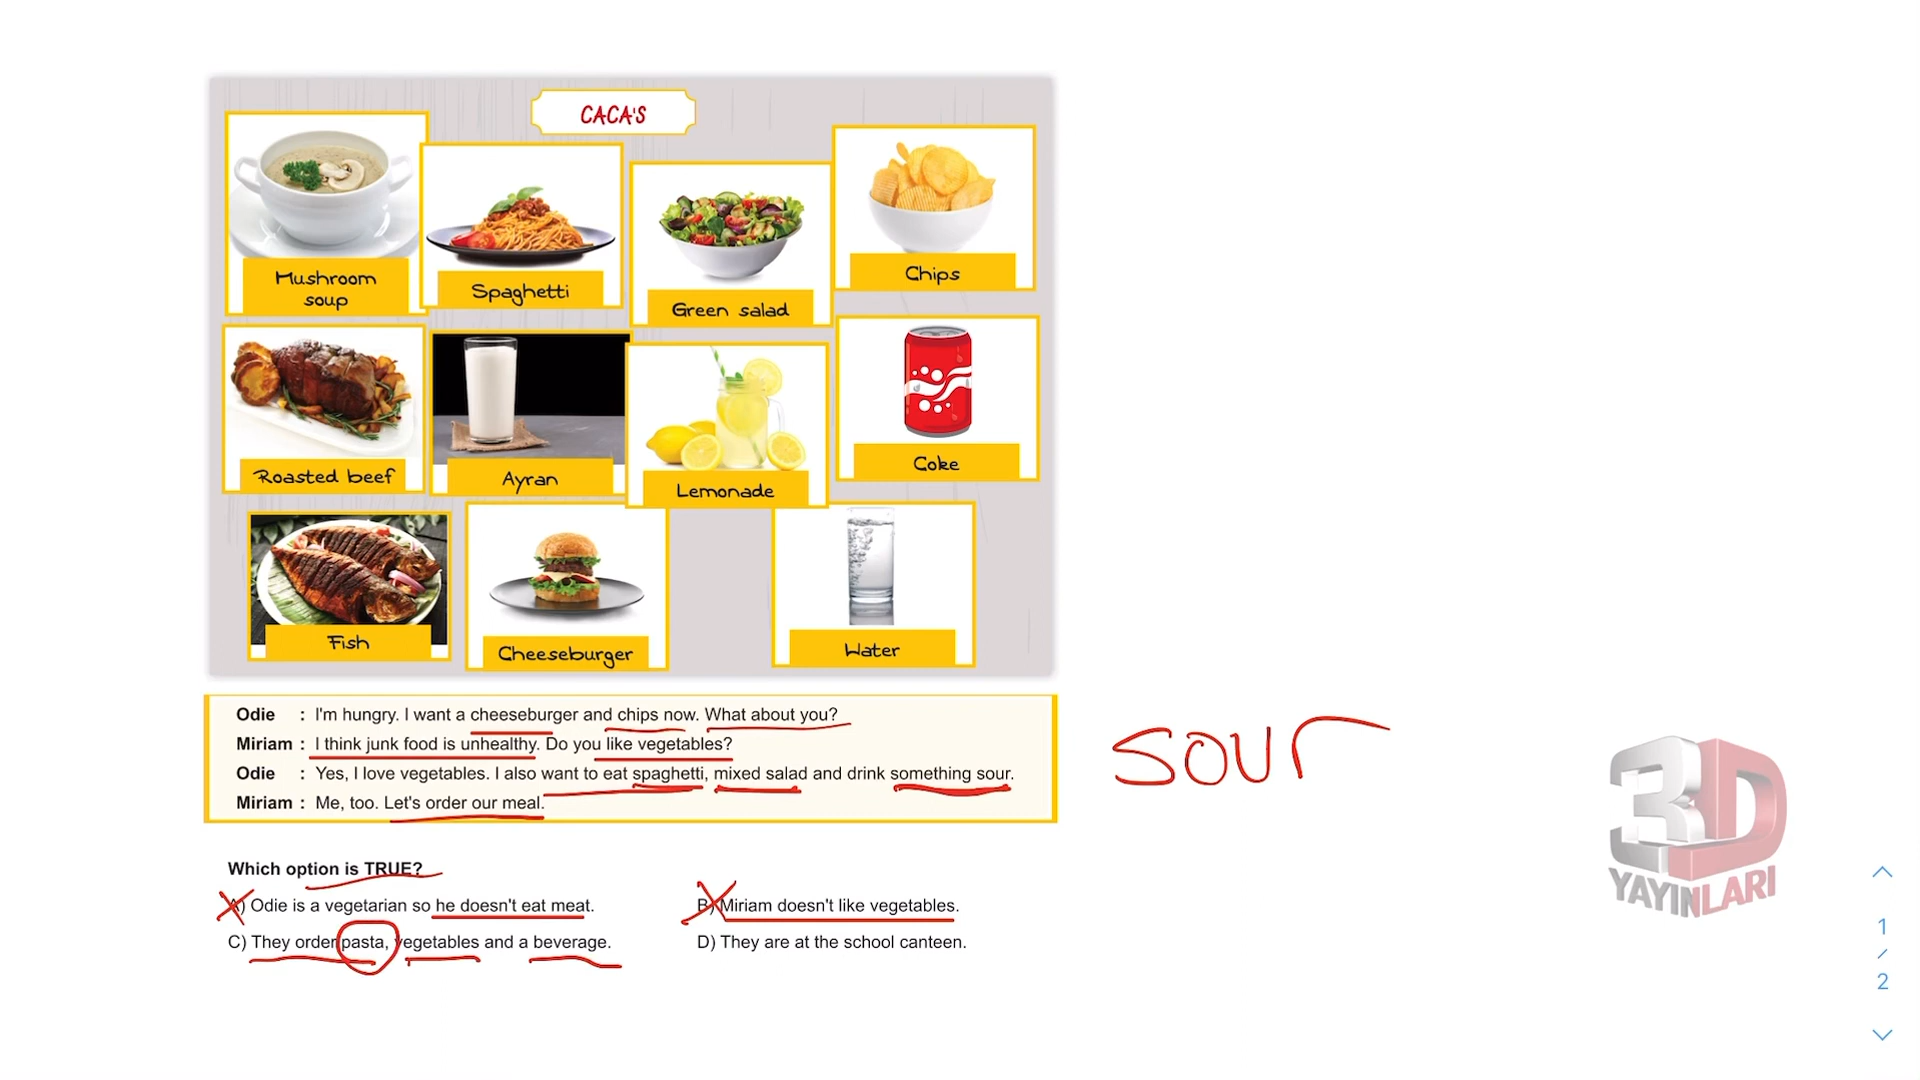 CACA'S
Mushroom
soup
Spaghetti
Green salad
Chips
Roasted beef
Ayran
Lemonade
Coke
Fish
Cheeseburger
Water
Odie : I'm hungry. I want a cheeseburger and chips now. What about you?
Miriam : I think junk food is unhealthy. Do you like vegetables?
Odie : Yes, I love vegetables. I also want to eat spaghetti, mixed salad and drink something sour.
Miriam : Me, too. Let's order our meal.
sour
Which option is TRUE?
A) Odie is a vegetarian so he doesn't eat meat.
B) Miriam doesn't like vegetables.
C) They order pasta, vegetables and a beverage.
D) They are at the school canteen.
3D
YAYINLARI
1
/
2